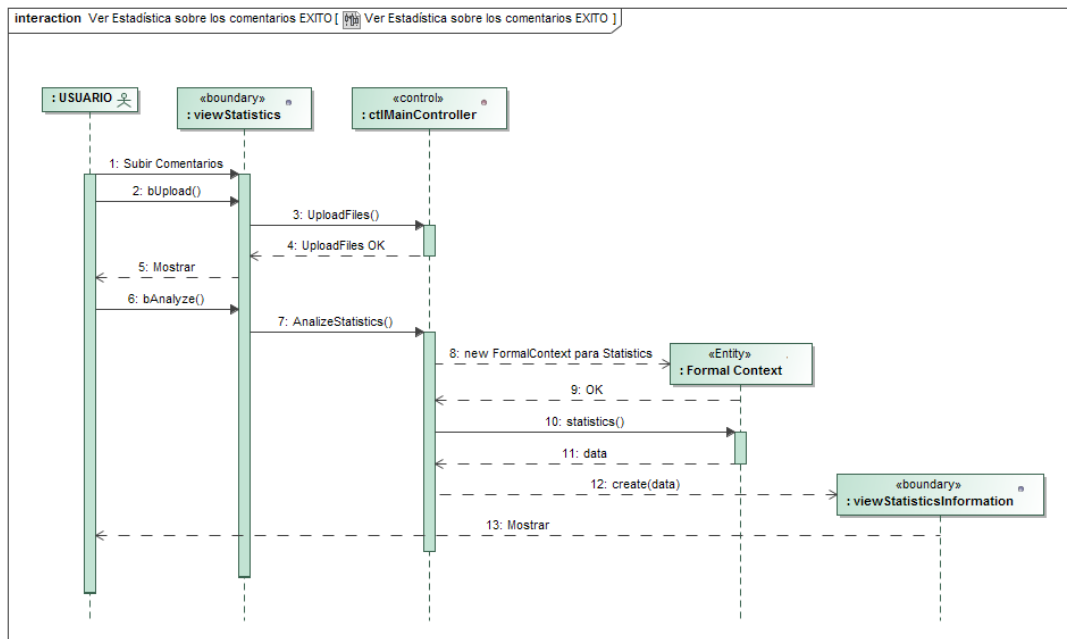 interaction Ver Estadística sobre los comentarios EXITO [ Ver Estadística sobre los comentarios EXITO ]
: USUARIO
«boundary»
: viewStatistics
«control»
: ctlMainController
1: Subir Comentarios
2: bUpload()
3: UploadFiles()
4: UploadFiles OK
5: Mostrar
6: bAnalyze()
7: AnalizeStatistics()
8: new FormalContext para Statistics
«Entity»
: Formal Context
9: OK
10: statistics()
11: data
12: create(data)
«boundary»
: viewStatisticsInformation
13: Mostrar